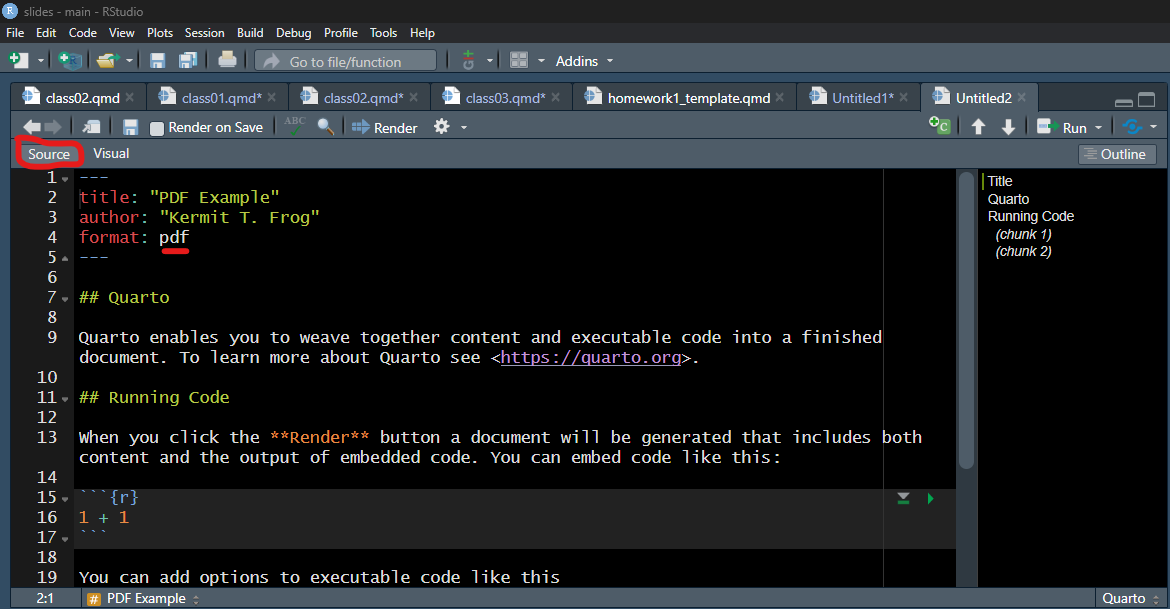 slides - main - RStudio
File Edit Code View Plots Session Build Debug Profile Tools Help
Go to file/function Addins
class02.qmd class01.qmd* class02.qmd* class03.qmd* homework1_template.qmd Untitled1* Untitled2
Render on Save ABC Render C Run
Source Visual Outline
1 ---
2 title: "PDF Example"
3 author: "Kermit T. Frog"
4 format: pdf
5 ---
6
7 ## Quarto
8
9 Quarto enables you to weave together content and executable code into a finished
document. To learn more about Quarto see <https://quarto.org>.
10
11 ## Running Code
12
13 When you click the **Render** button a document will be generated that includes both
content and the output of embedded code. You can embed code like this:
14
15 ```{r}
16 1 + 1
17 ```
18
19 You can add options to executable code like this
Title
Quarto
Running Code
(chunk 1)
(chunk 2)
2:1 # PDF Example Quarto